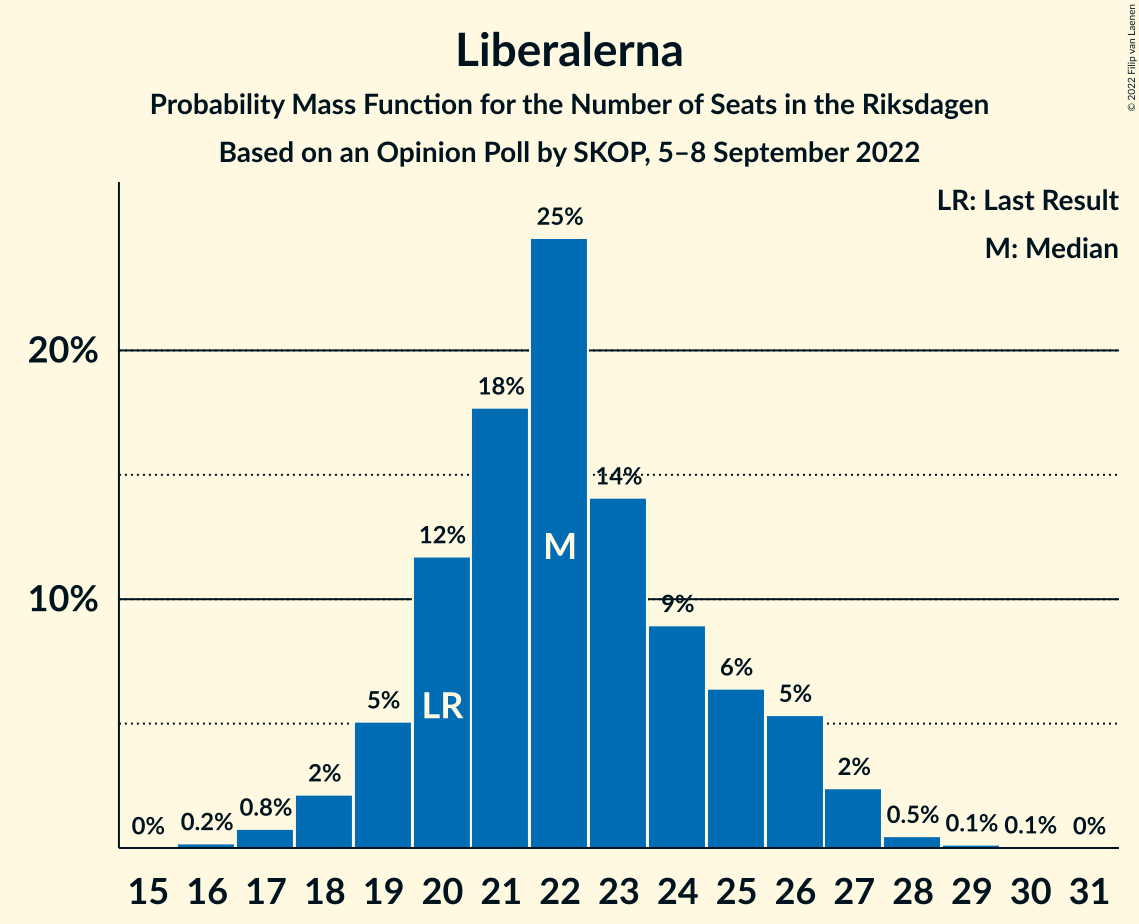 Liberalerna
Probability Mass Function for the Number of Seats in the Riksdagen
Based on an Opinion Poll by SKOP, 5–8 September 2022
© 2022 Filip van Laenen
LR: Last Result
M: Median
20%
10%
0%
0.2%
0.8%
2%
5%
12%
18%
25%
14%
9%
6%
5%
2%
0.5%
0.1%
0.1%
0%
LR
M
15 16 17 18 19 20 21 22 23 24 25 26 27 28 29 30 31